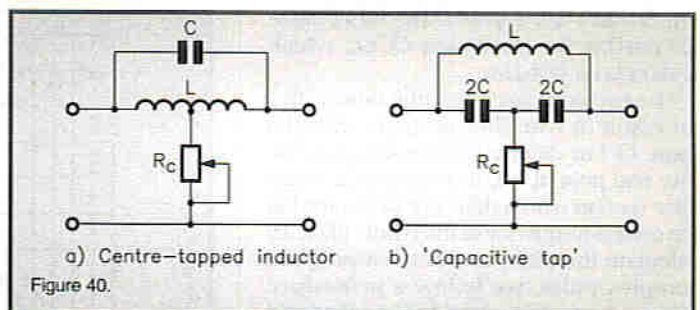 C
L
Rc
a) Centre-tapped inductor
L
2C
2C
Rc
b) 'Capacitive tap'
Figure 40.